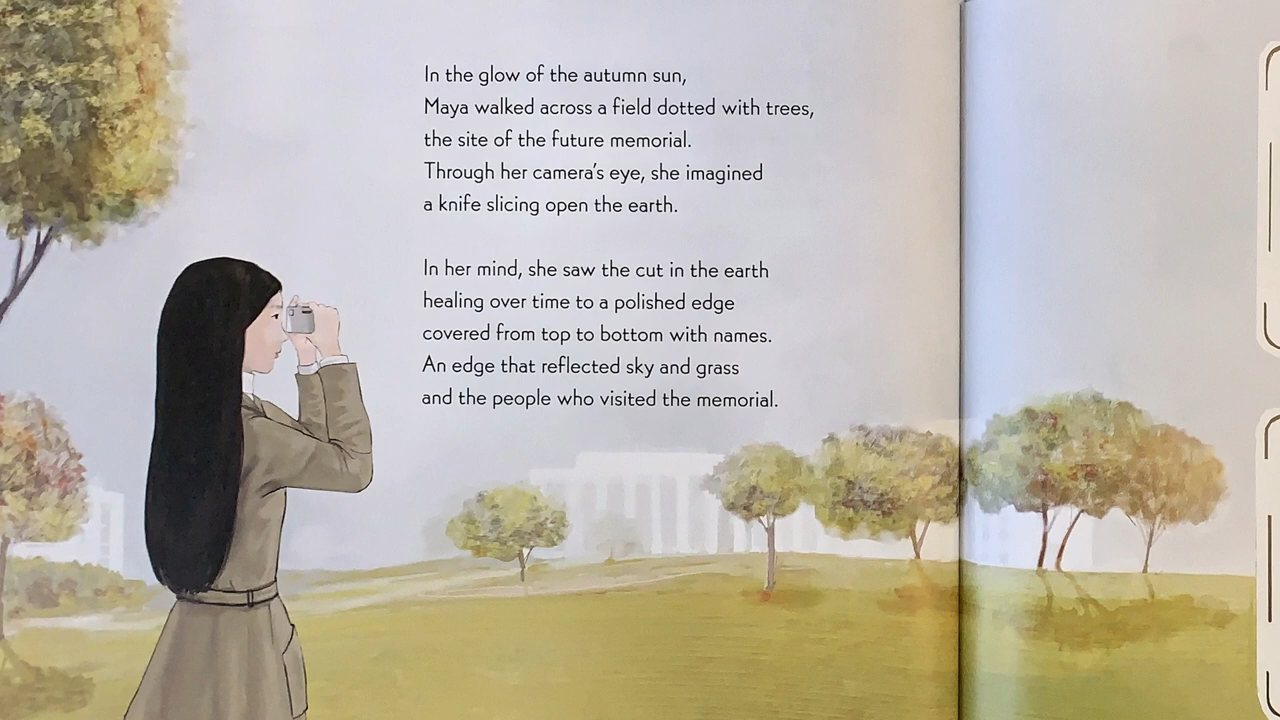 In the glow of the autumn sun,
Maya walked across a field dotted with trees,
the site of the future memorial.
Through her camera's eye, she imagined
a knife slicing open the earth.
In her mind, she saw the cut in the earth
healing over time to a polished edge
covered from top to bottom with names.
An edge that reflected sky and grass
and the people who visited the memorial.